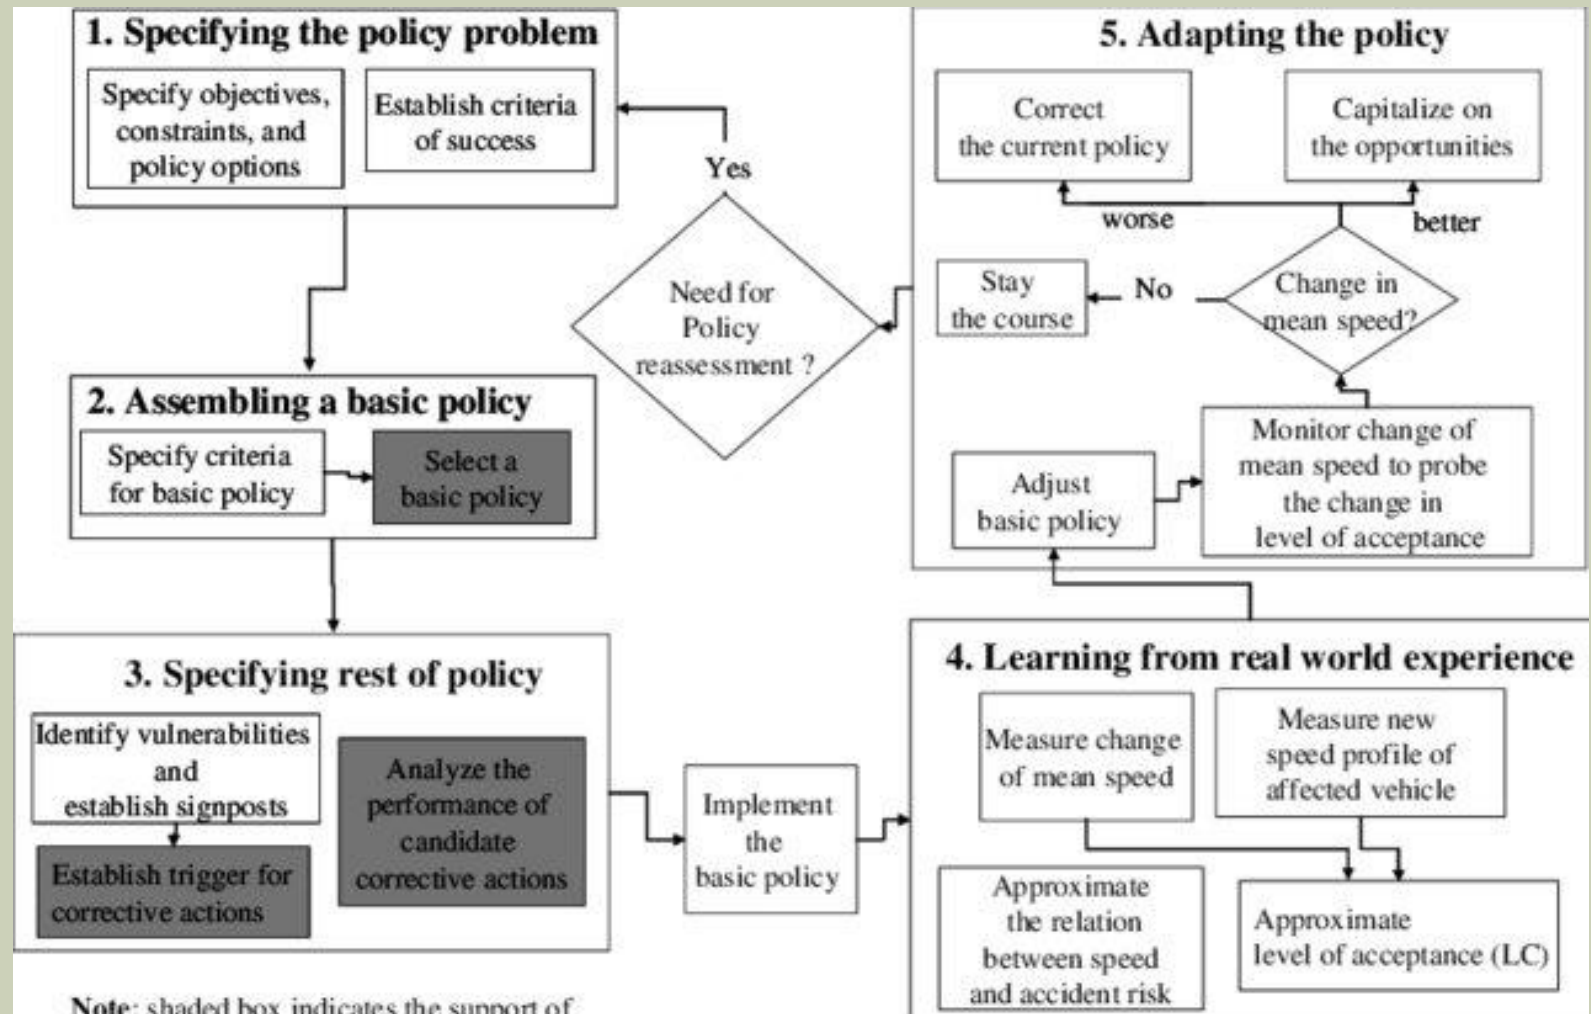 1. Specifying the policy problem
Specify objectives,
constraints, and
policy options
Establish criteria
of success
Yes
Need for
Policy
reassessment ?
2. Assembling a basic policy
Specify criteria
for basic policy
Select a
basic policy
3. Specifying rest of policy
Identify vulnerabilities
and
establish signposts
Establish trigger for
corrective actions
Analyze the
performance of
candidate
corrective actions
Implement
the
basic policy
4. Learning from real world experience
Measure change
of mean speed
Measure new
speed profile of
affected vehicle
Approximate
the relation
between speed
and accident risk
Approximate
level of acceptance (LC)
5. Adapting the policy
Correct
the current policy
Capitalize on
the opportunities
worse
better
Stay
the course
No
Change in
mean speed?
Adjust
basic policy
Monitor change of
mean speed to probe
the change in
level of acceptance
Note: shaded box indicates the support of